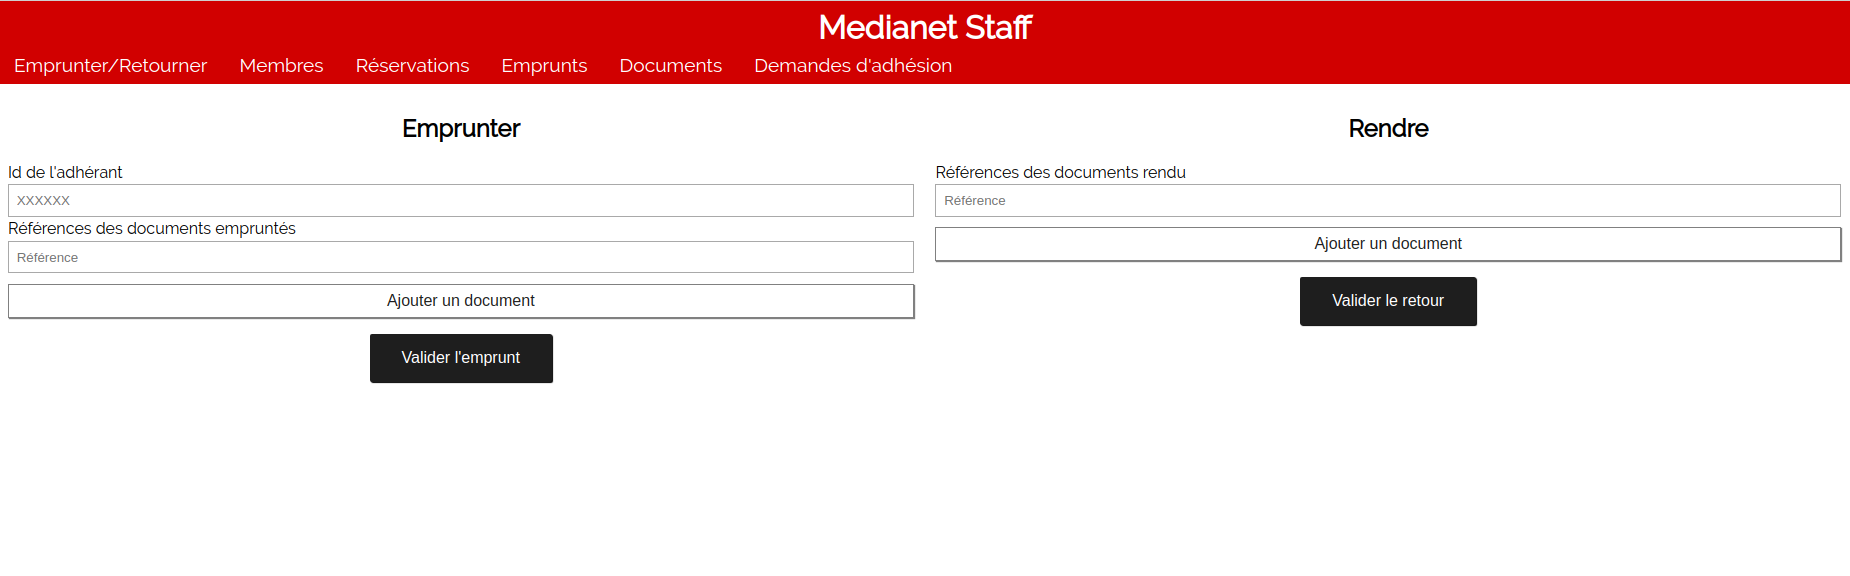 Medianet Staff
Emprunter/Retourner Membres Réservations Emprunts Documents Demandes d'adhésion
Emprunter
Id de l'adhérant
XXXXXX
Références des documents empruntés
Référence
Ajouter un document
Valider l'emprunt
Rendre
Références des documents rendu
Référence
Ajouter un document
Valider le retour